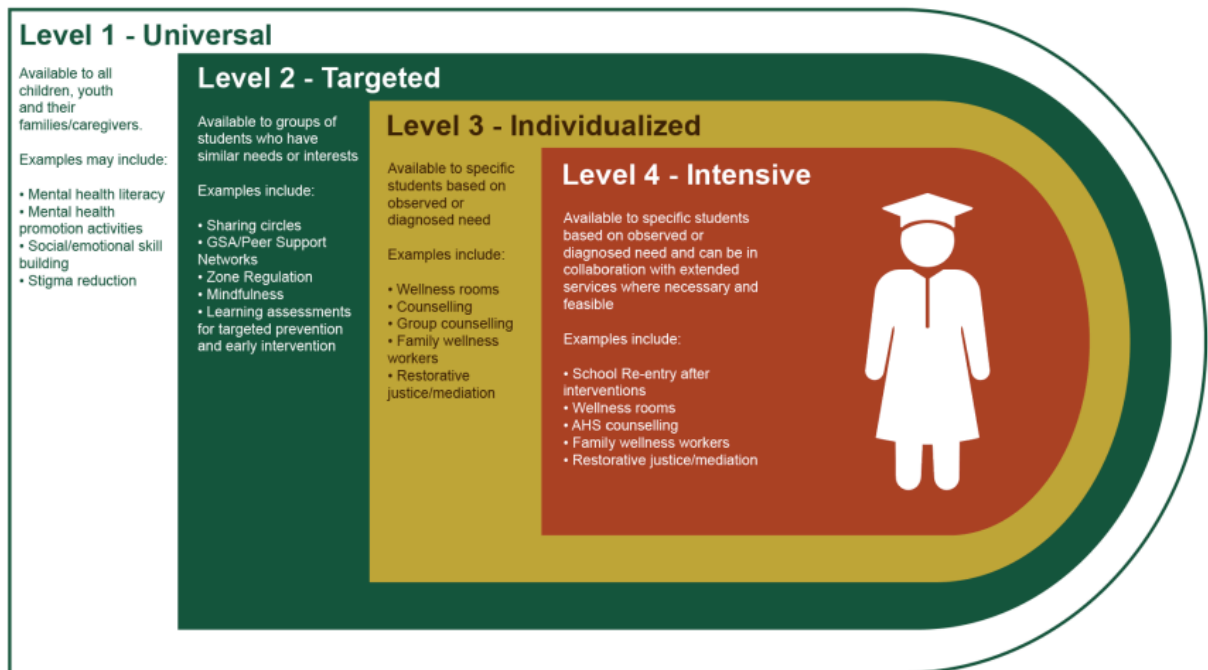 Level 1 - Universal
Available to all
children, youth
and their
families/caregivers.
Examples may include:
• Mental health literacy
• Mental health
promotion activities
• Social/emotional skill
building
• Stigma reduction
Level 2 - Targeted
Available to groups of
students who have
similar needs or interests
Examples include:
• Sharing circles
• GSA/Peer Support
Networks
• Zone Regulation
• Mindfulness
• Learning assessments
for targeted prevention
and early intervention
Level 3 - Individualized
Available to specific
students based on
observed or
diagnosed need
Examples include:
• Wellness rooms
• Counselling
• Group counselling
• Family wellness
workers
• Restorative
justice/mediation
Level 4 - Intensive
Available to specific students
based on observed or
diagnosed need and can be in
collaboration with extended
services where necessary and
feasible
Examples include:
• School Re-entry after
interventions
• Wellness rooms
• AHS counselling
• Family wellness workers
• Restorative justice/mediation